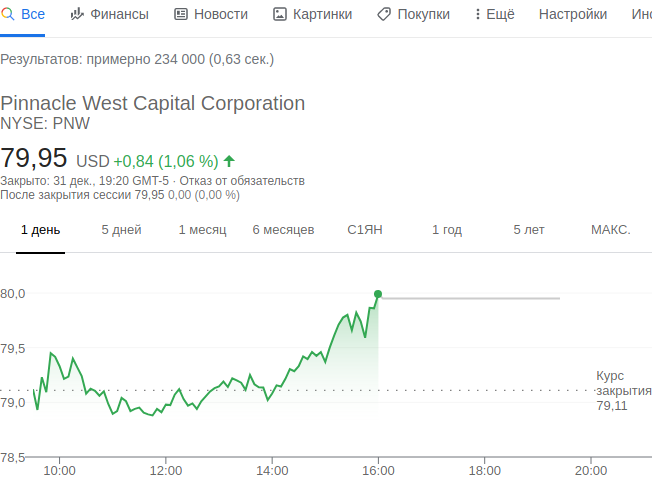 Все Финансы Новости Картинки Покупки Ещё Настройки Инс
Результатов: примерно 234 000 (0,63 сек.)
Pinnacle West Capital Corporation
NYSE: PNW
79,95 USD +0,84 (1,06 %)
Закрыто: 31 дек., 19:20 GMT-5 · Отказ от обязательств
После закрытия сессии 79,95 0,00 (0,00 %)
1 день 5 дней 1 месяц 6 месяцев С1ЯН 1 год 5 лет МАКС.
80,0
79,5
Курс
закрытия
79,11
79,0
78,5
10:00 12:00 14:00 16:00 18:00 20:00